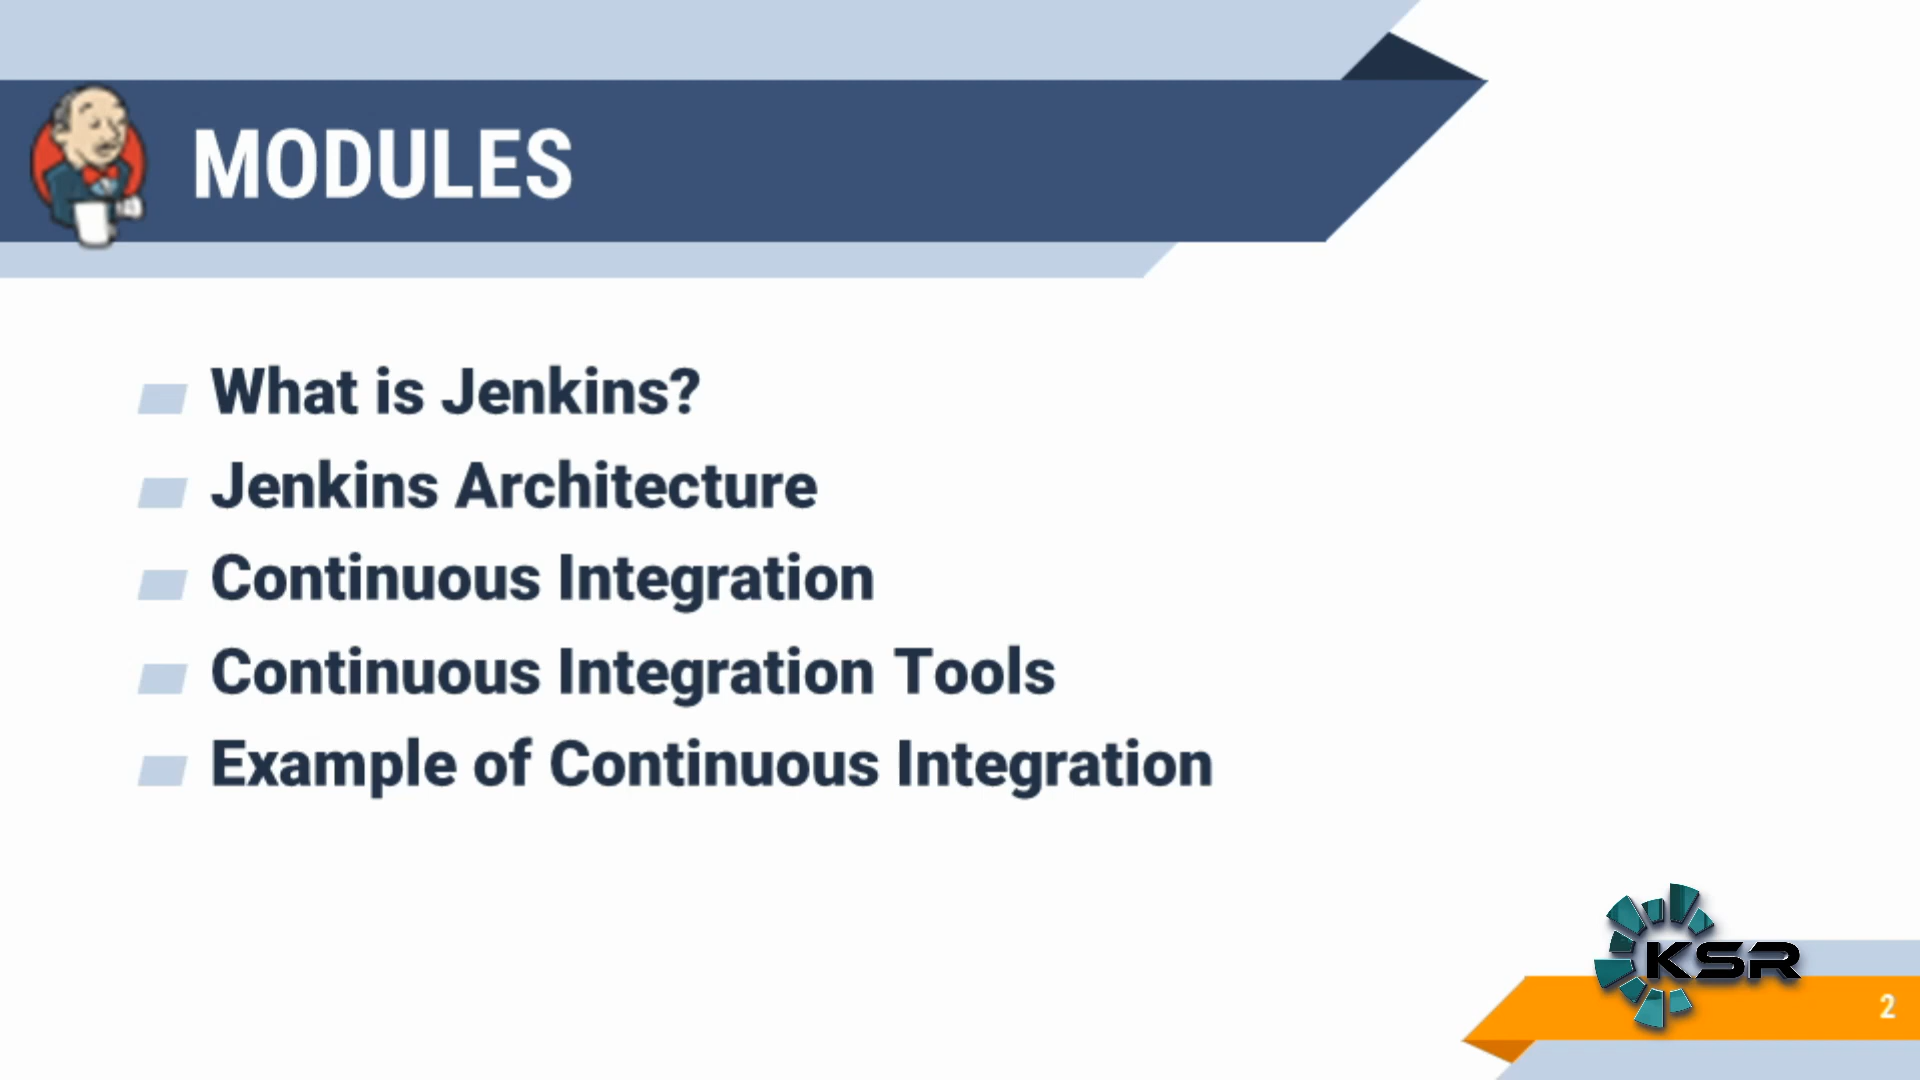 MODULES
What is Jenkins?
Jenkins Architecture
Continuous Integration
Continuous Integration Tools
Example of Continuous Integration
KSR
2